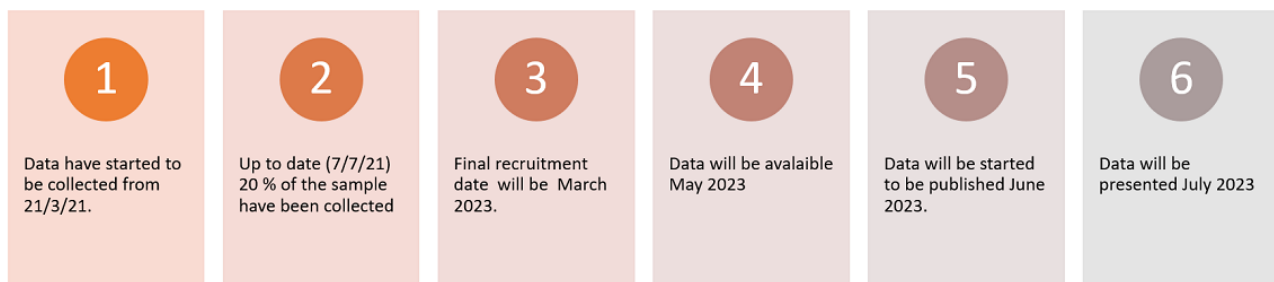 1
Data have started to
be collected from
21/3/21.
2
Up to date (7/7/21)
20 % of the sample
have been collected
3
Final recruitment
date  will be  March
2023.
4
Data will be avalaible
May 2023
5
Data will be started
to be published June
2023.
6
Data will be
presented July 2023